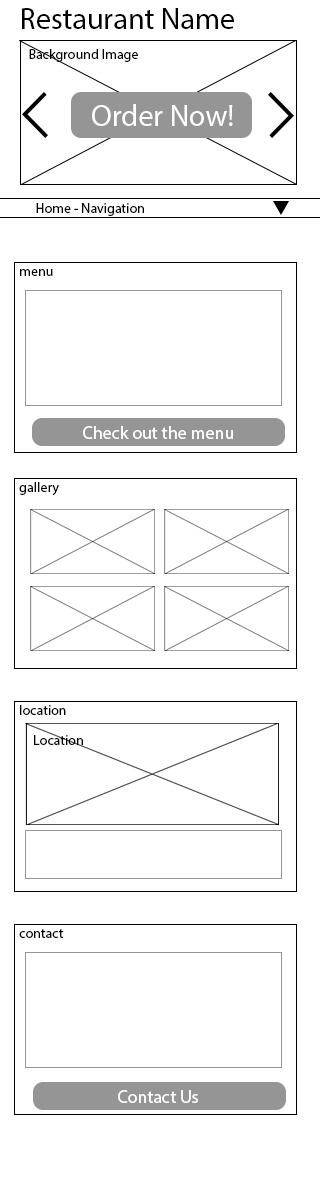 Restaurant Name
Background Image
Order Now!
Home - Navigation
menu
Check out the menu
gallery
location
Location
contact
Contact Us